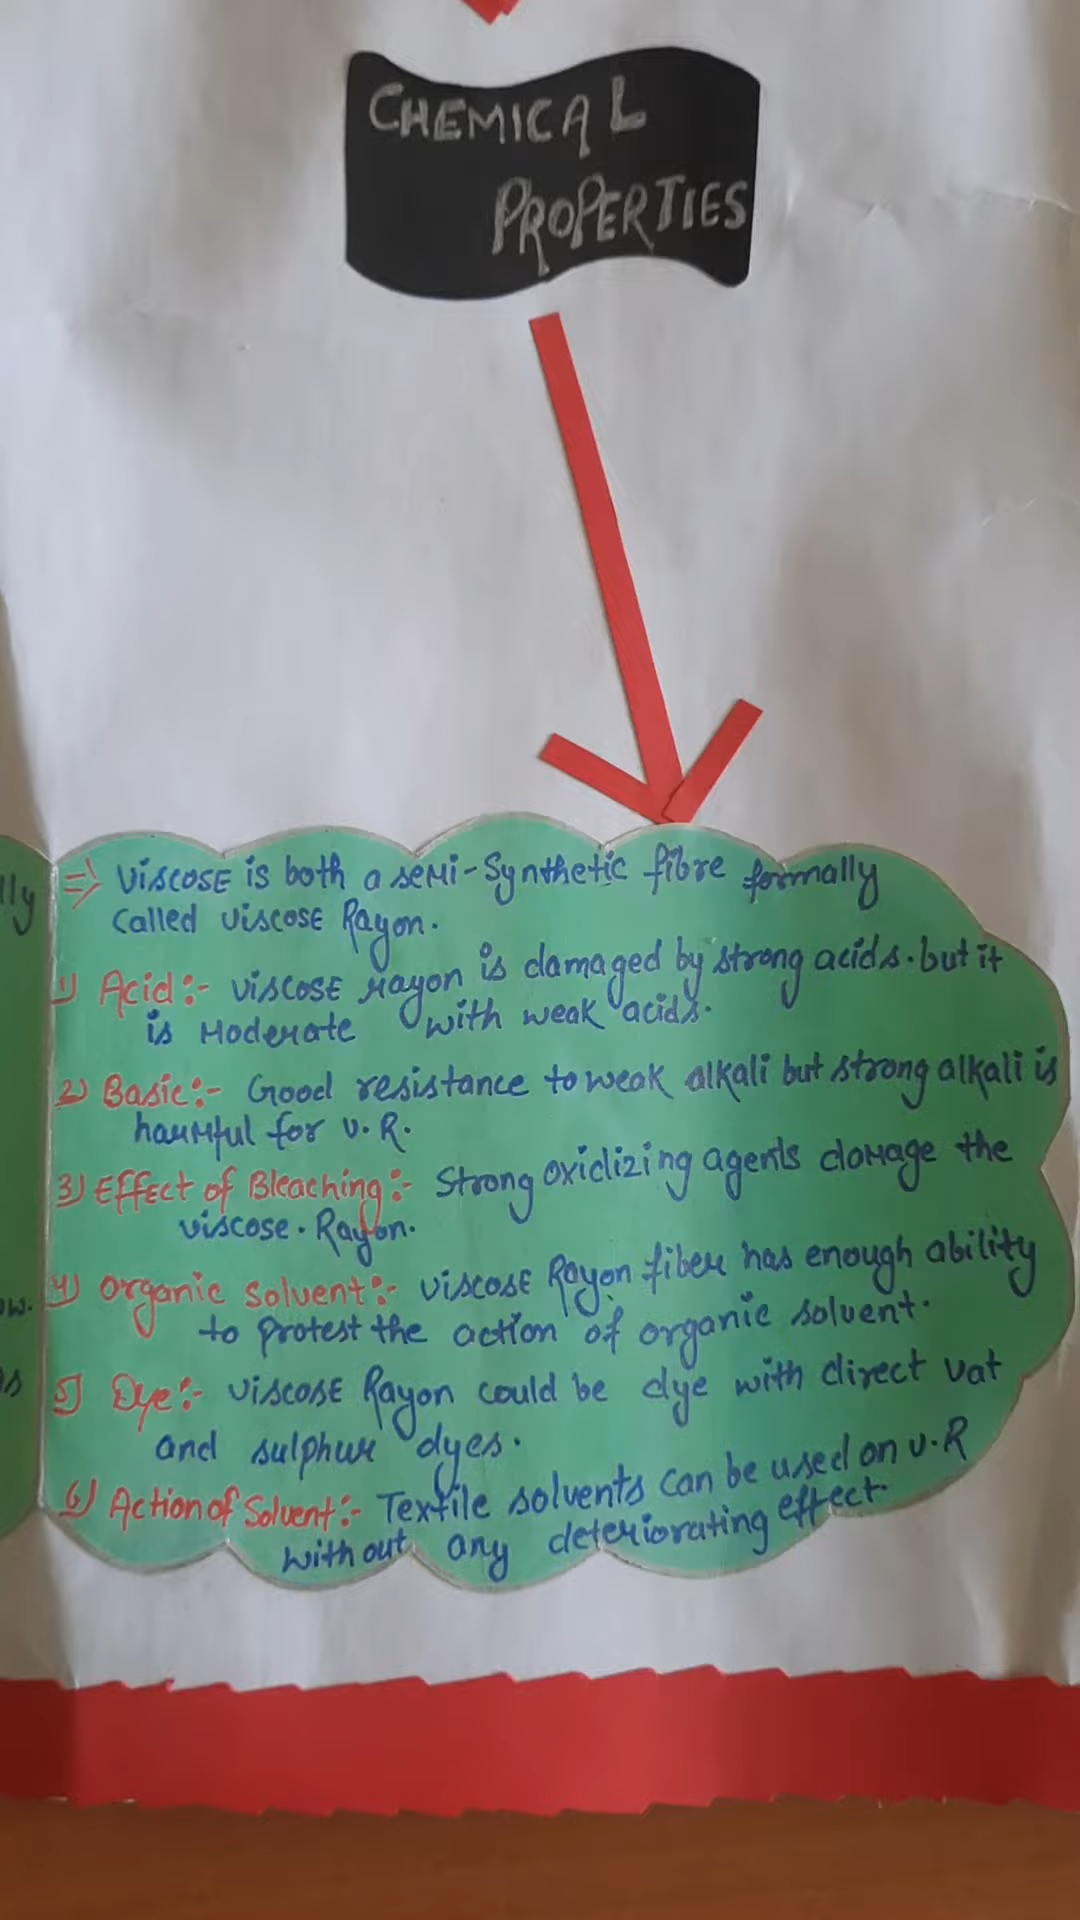 CHEMICAL
PROPERTIES
lly
=> Viscose is both a semi-Synthetic fibre formally
called viscose Rayon.
1) Acid:- viscose rayon is damaged by strong acids. but it
is Moderate with weak acids.
2) Basic:- Good resistance to weak alkali but strong alkali is
harmful for v.R.
3) Effect of Bleaching:- Strong oxidizing agents damage the
viscose. Rayon.
ow.
4) Organic Solvent:- viscose Rayon fiber has enough ability
to protest the action of organic solvent.
5) Dye:- viscose Rayon could be dye with direct vat
and sulphur dyes.
6) Action of Solvent:- Textile solvents can be used on v.R
without any deteriorating effect.